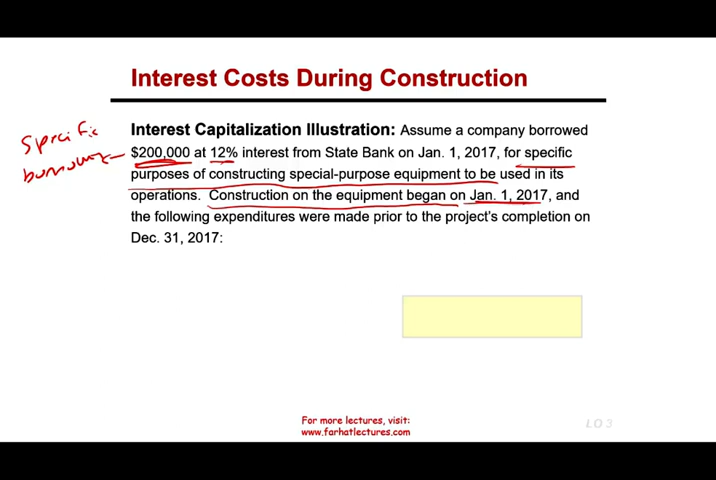 Interest Costs During Construction
Specific
borrowing
Interest Capitalization Illustration: Assume a company borrowed
$200,000 at 12% interest from State Bank on Jan. 1, 2017, for specific
purposes of constructing special-purpose equipment to be used in its
operations. Construction on the equipment began on Jan. 1, 2017, and
the following expenditures were made prior to the project's completion on
Dec. 31, 2017:
For more lectures, visit:
www.farhatlectures.com
LO 3